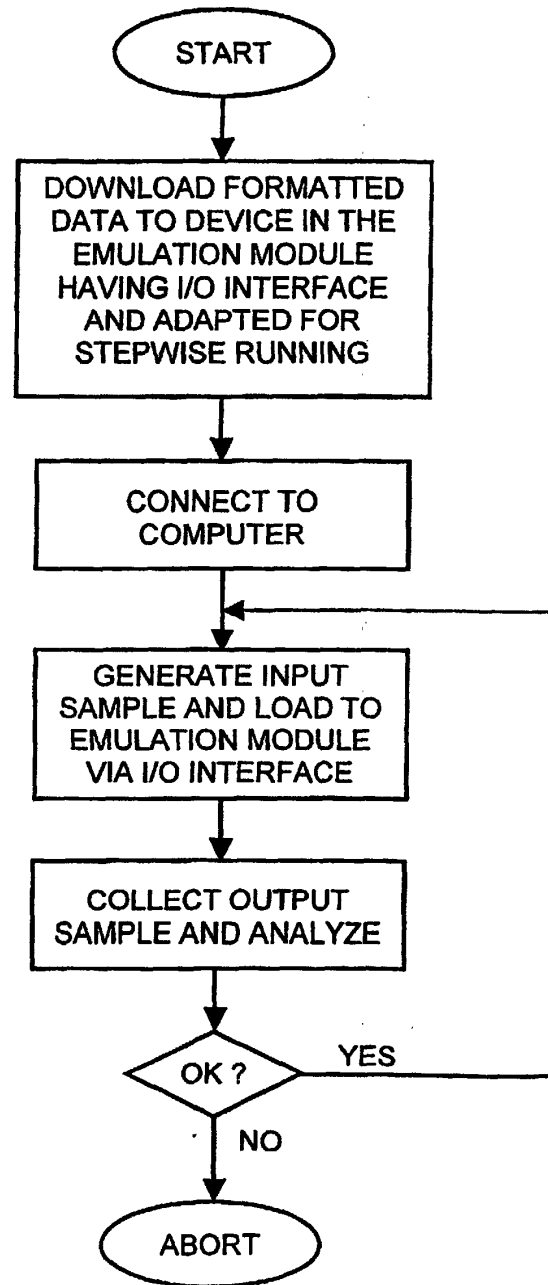 START
DOWNLOAD FORMATTED
DATA TO DEVICE IN THE
EMULATION MODULE
HAVING I/O INTERFACE
AND ADAPTED FOR
STEPWISE RUNNING
CONNECT TO
COMPUTER
GENERATE INPUT
SAMPLE AND LOAD TO
EMULATION MODULE
VIA I/O INTERFACE
COLLECT OUTPUT
SAMPLE AND ANALYZE
OK ?
YES
NO
ABORT